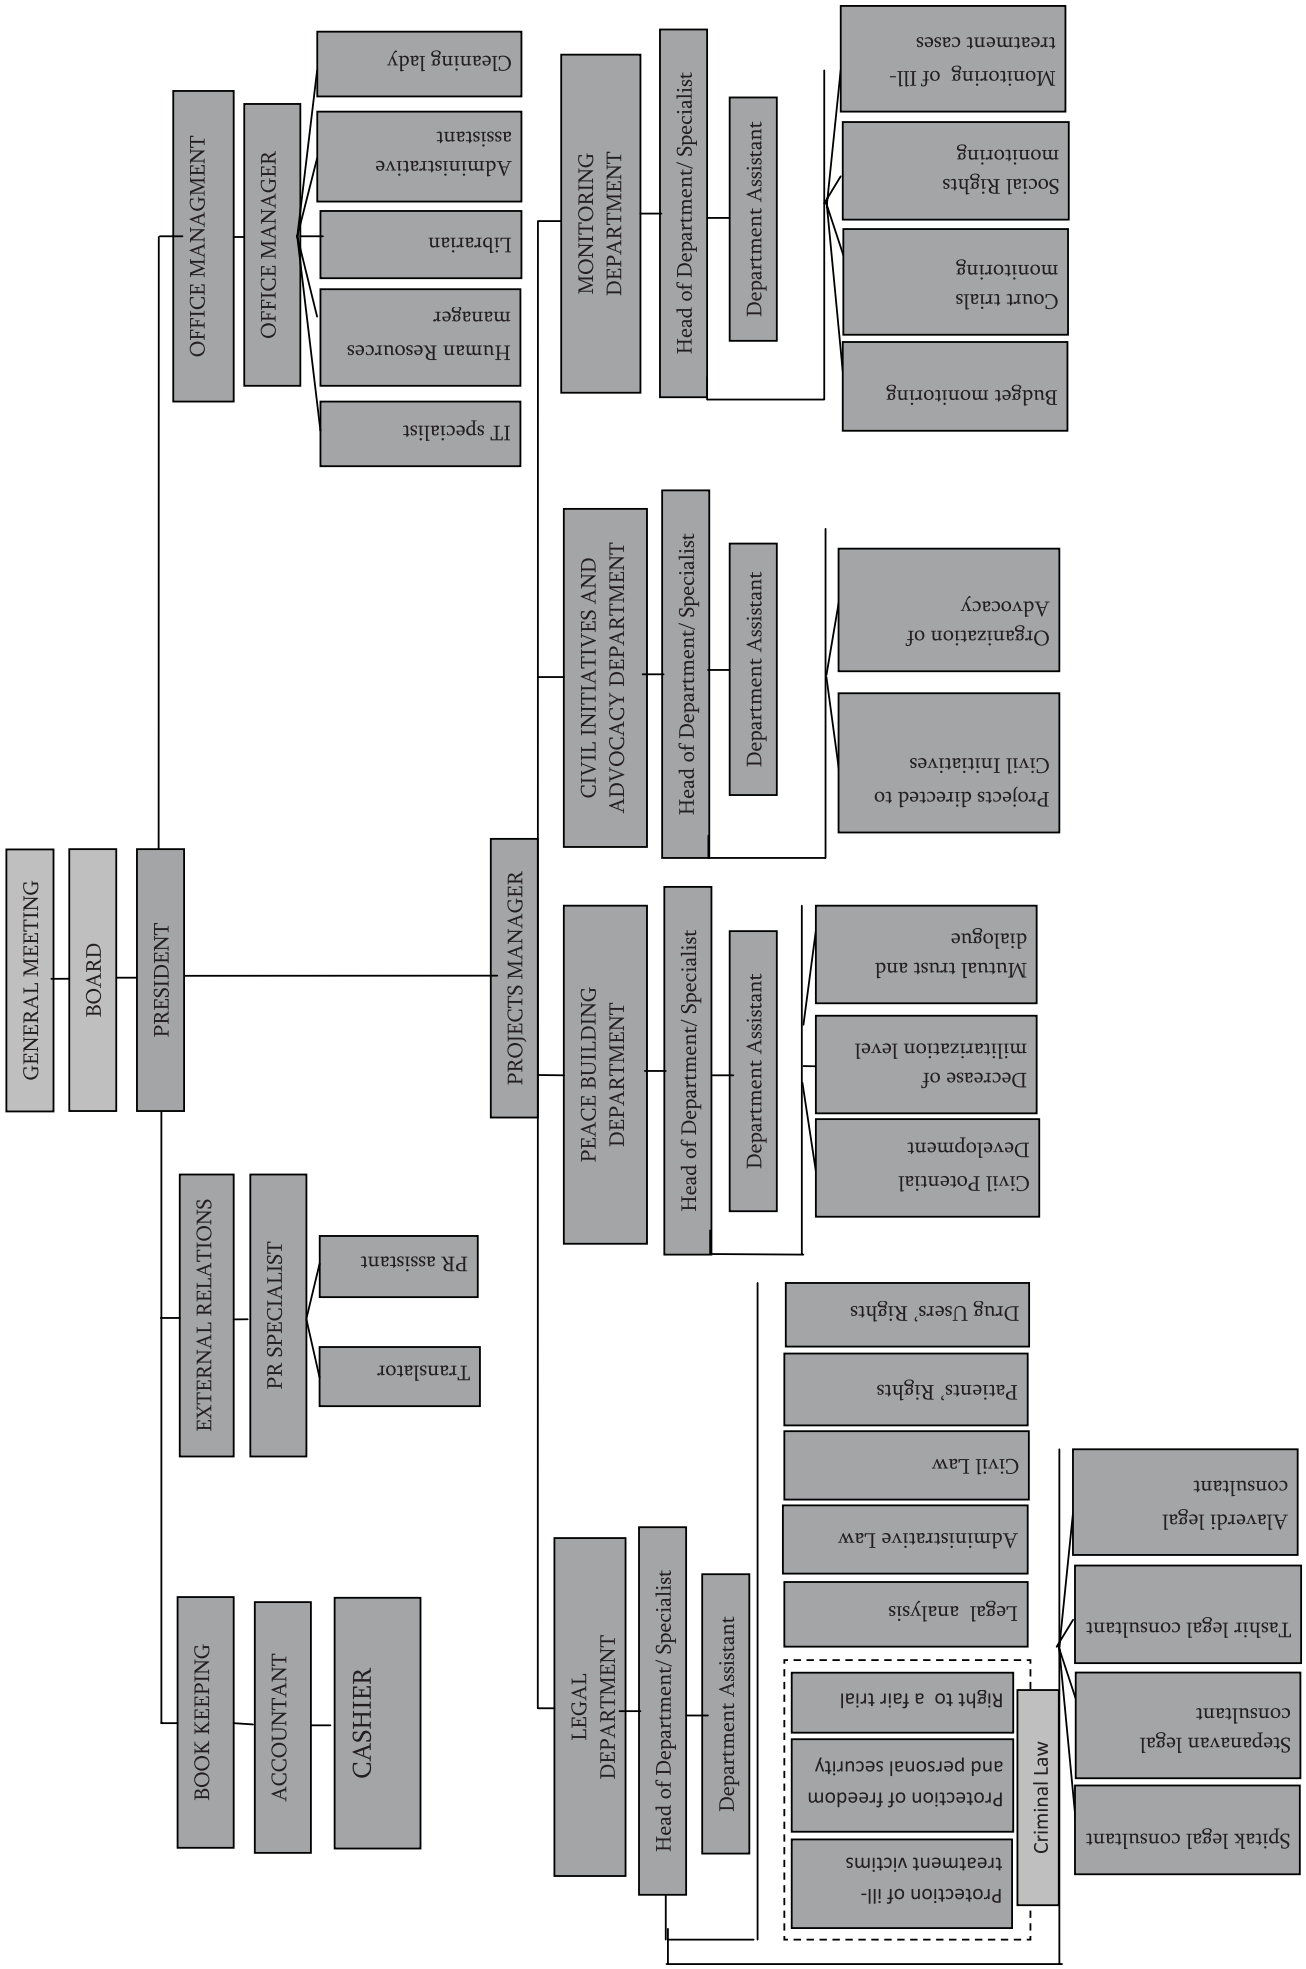 GENERAL MEETING
BOARD
PRESIDENT
BOOK KEEPING
ACCOUNTANT
CASHIER
EXTERNAL RELATIONS
PR SPECIALIST
Translator
PR assistant
OFFICE MANAGMENT
OFFICE MANAGER
IT specialist
Human Resources
manager
Librarian
Administrative
assistant
Cleaning lady
PROJECTS MANAGER
LEGAL
DEPARTMENT
Head of Department/ Specialist
Department Assistant
Protection of ill-
treatment victims
Protection of freedom
and personal security
Right to a fair trial
Criminal Law
Legal analysis
Administrative Law
Civil Law
Patients' Rights
Drug Users' Rights
Spitak legal consultant
Stepanavan legal
consultant
Tashir legal consultant
Alaverdi legal
consultant
PEACE BUILDING
DEPARTMENT
Head of Department/ Specialist
Department Assistant
Civil Potential
Development
Decrease of
militarization level
Mutual trust and
dialogue
CIVIL INITIATIVES AND
ADVOCACY DEPARTMENT
Head of Department/ Specialist
Department Assistant
Projects directed to
Civil Initiatives
Organization of
Advocacy
MONITORING
DEPARTMENT
Head of Department/ Specialist
Department Assistant
Budget monitoring
Court trials
monitoring
Social Rights
monitoring
Monitoring of Ill-
treatment cases